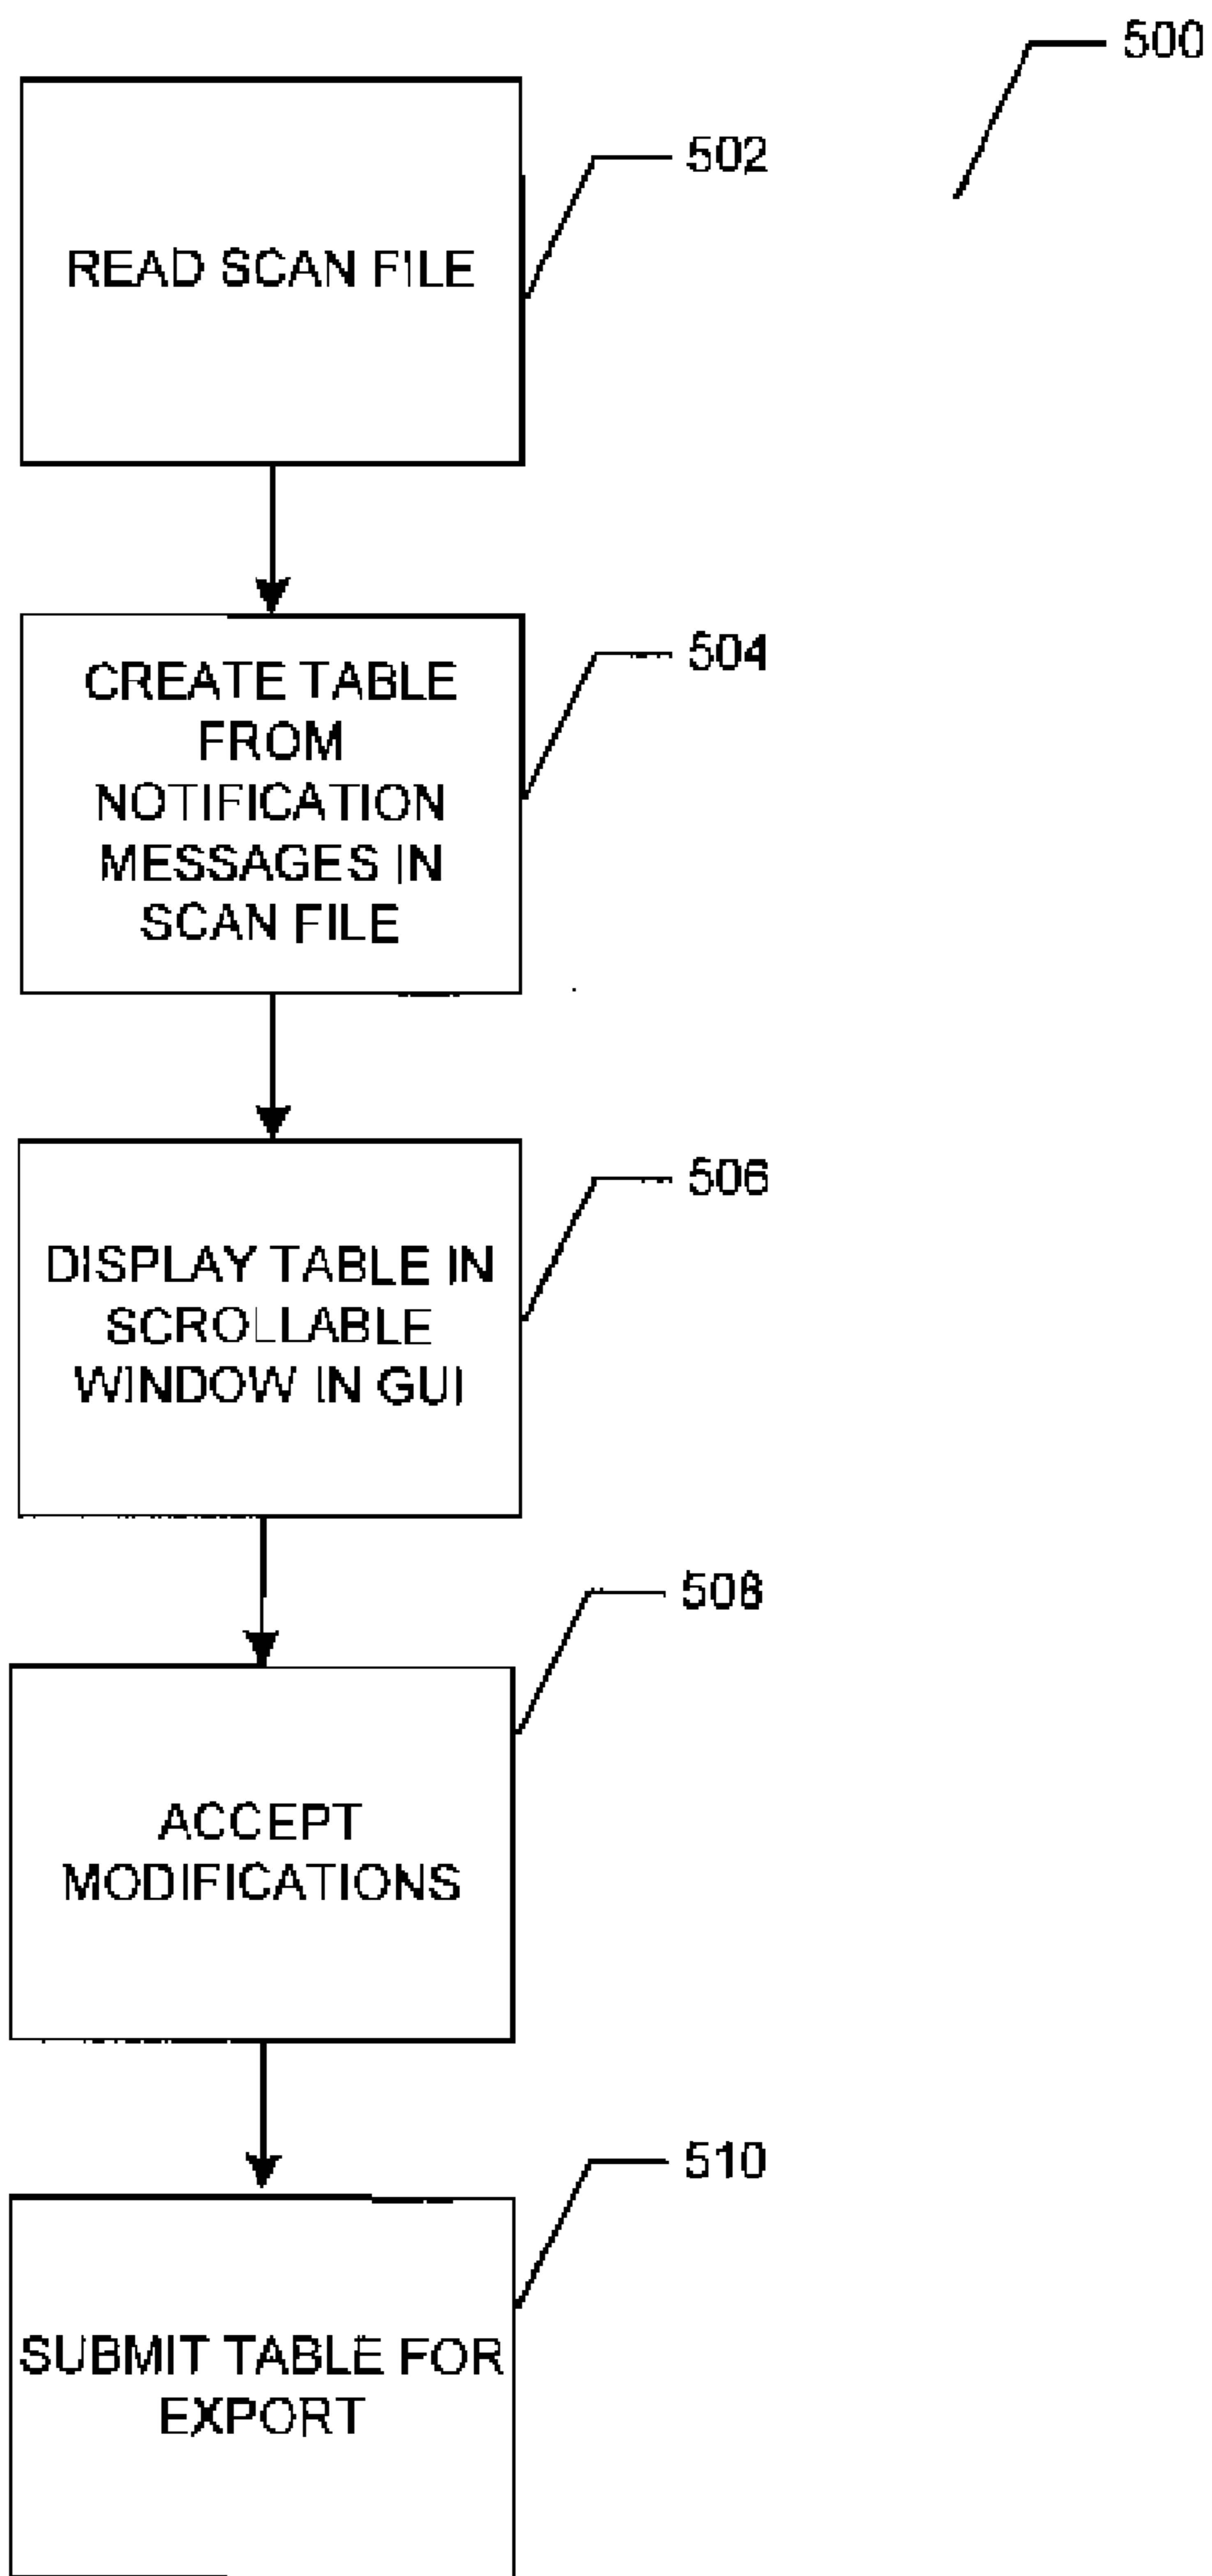 500
502
READ SCAN FILE
504
CREATE TABLE
FROM
NOTIFICATION
MESSAGES IN
SCAN FILE
506
DISPLAY TABLE IN
SCROLLABLE
WINDOW IN GUI
508
ACCEPT
MODIFICATIONS
510
SUBMIT TABLE FOR
EXPORT